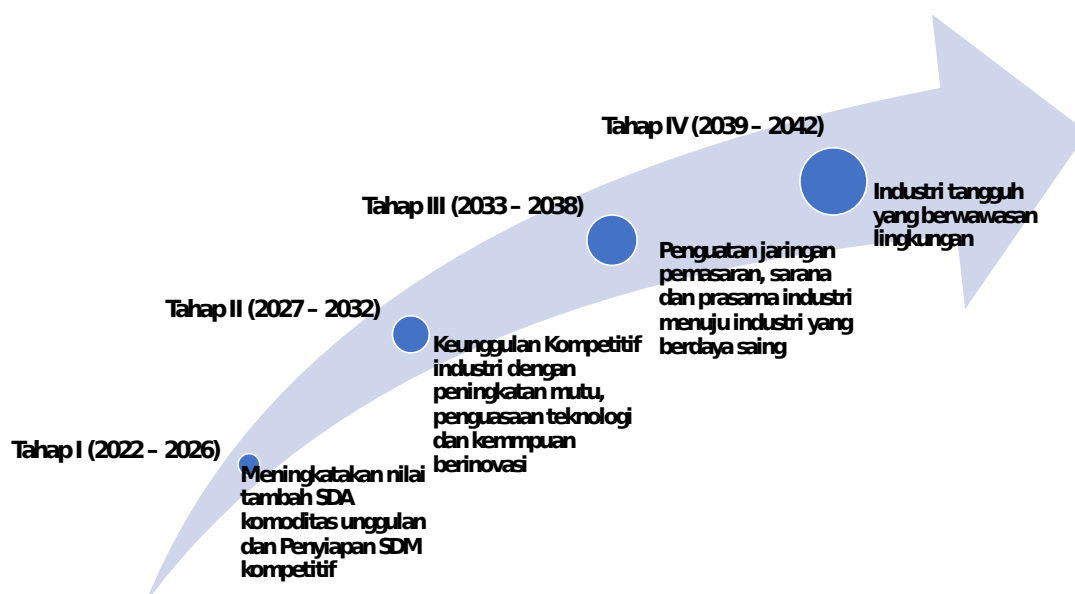 Tahap I (2022 – 2026)
Meningkatakan nilai
tambah SDA
komoditas unggulan
dan Penyiapan SDM
kompetitif
Tahap II (2027 – 2032)
Keunggulan Kompetitif
industri dengan
peningkatan mutu,
penguasaan teknologi
dan kemmpuan
berinovasi
Tahap III (2033 – 2038)
Penguatan jaringan
pemasaran, sarana
dan prasarna industri
menuju industri yang
berdaya saing
Tahap IV (2039 – 2042)
Industri tangguh
yang berwawasan
lingkungan